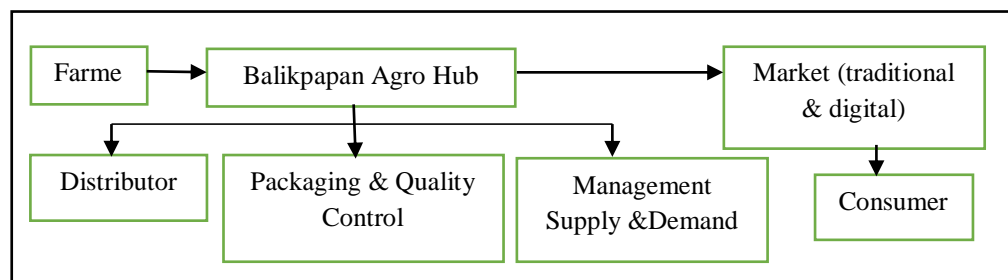 Farme
Balikpapan Agro Hub
Market (traditional
& digital)
Distributor
Packaging & Quality
Control
Management
Supply &Demand
Consumer